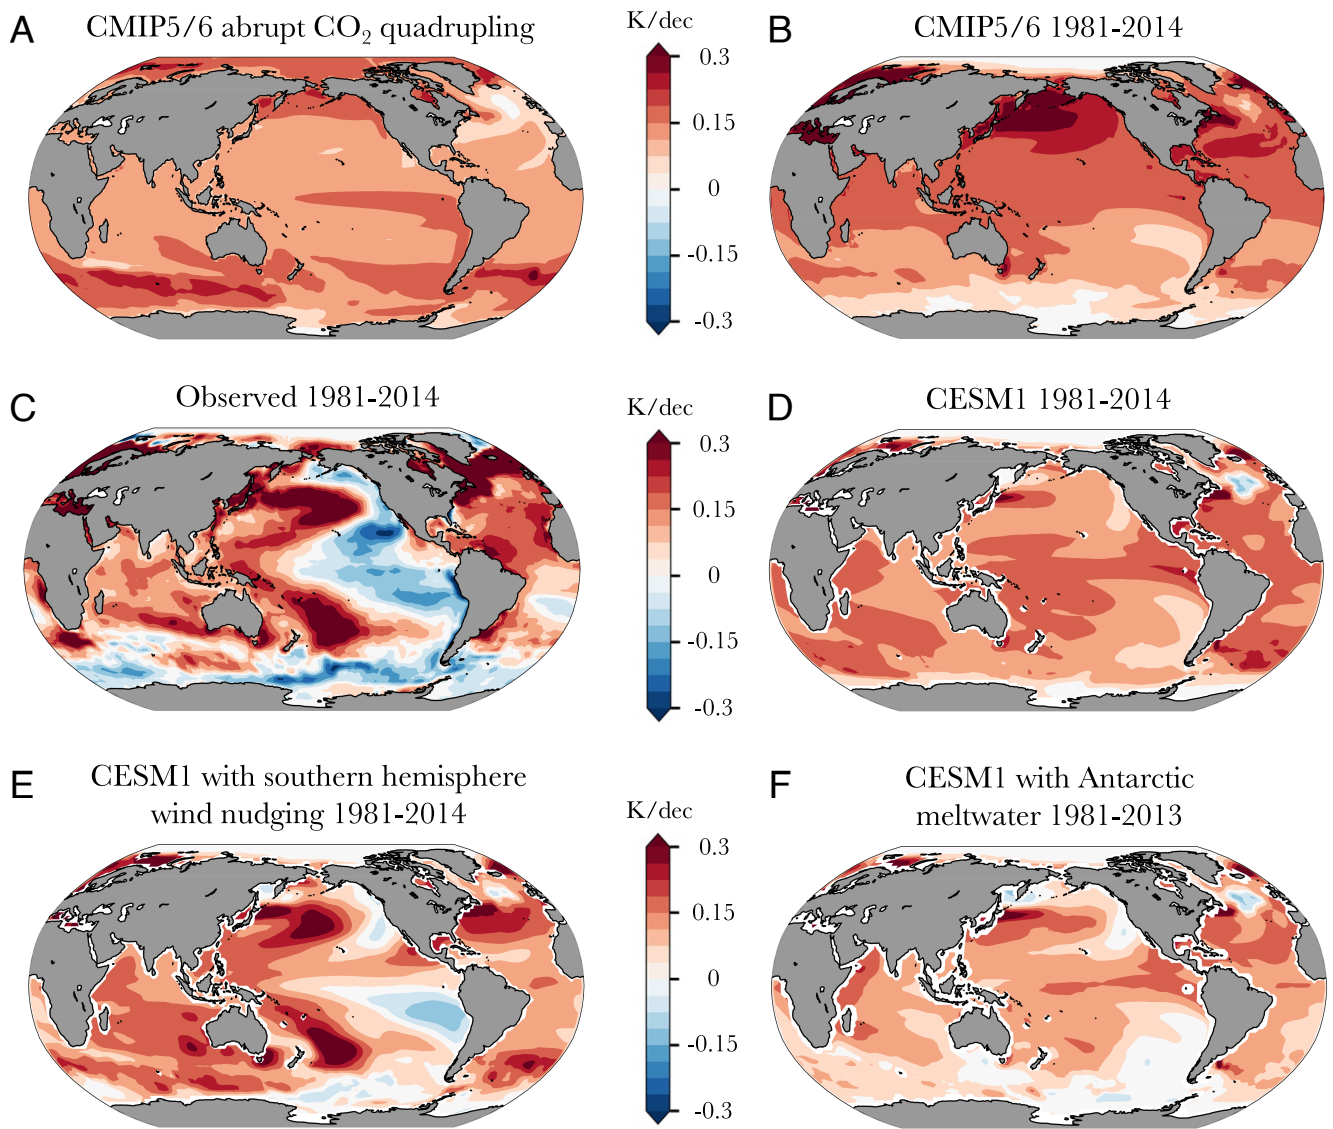 A
CMIP5/6 abrupt CO₂ quadrupling
K/dec
0.3
0.15
0
-0.15
-0.3
B
CMIP5/6 1981-2014
C
Observed 1981-2014
K/dec
0.3
0.15
0
-0.15
-0.3
D
CESM1 1981-2014
E
CESM1 with southern hemisphere
wind nudging 1981-2014
K/dec
0.3
0.15
0
-0.15
-0.3
F
CESM1 with Antarctic
meltwater 1981-2013